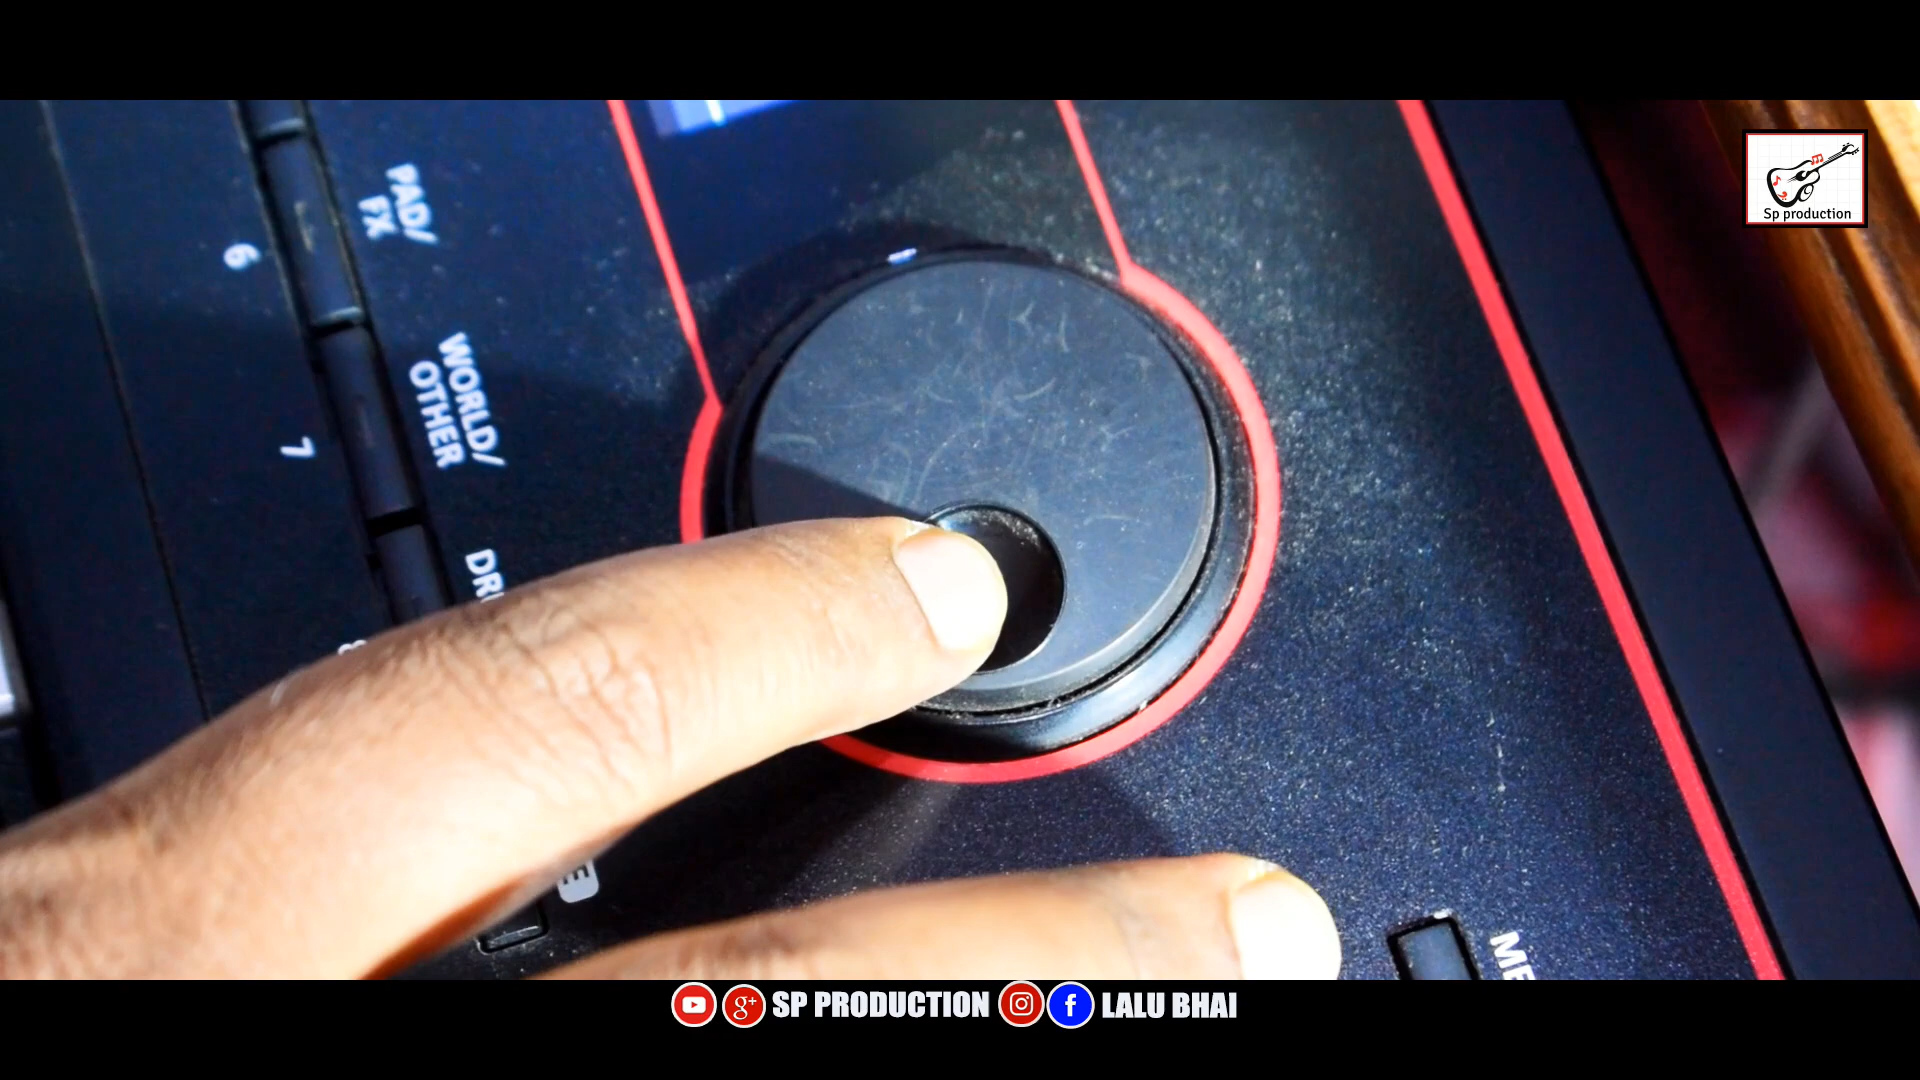 PAD/
FX
6
WORLD/
OTHER
7
Sp production
SP PRODUCTION
LALU BHAI